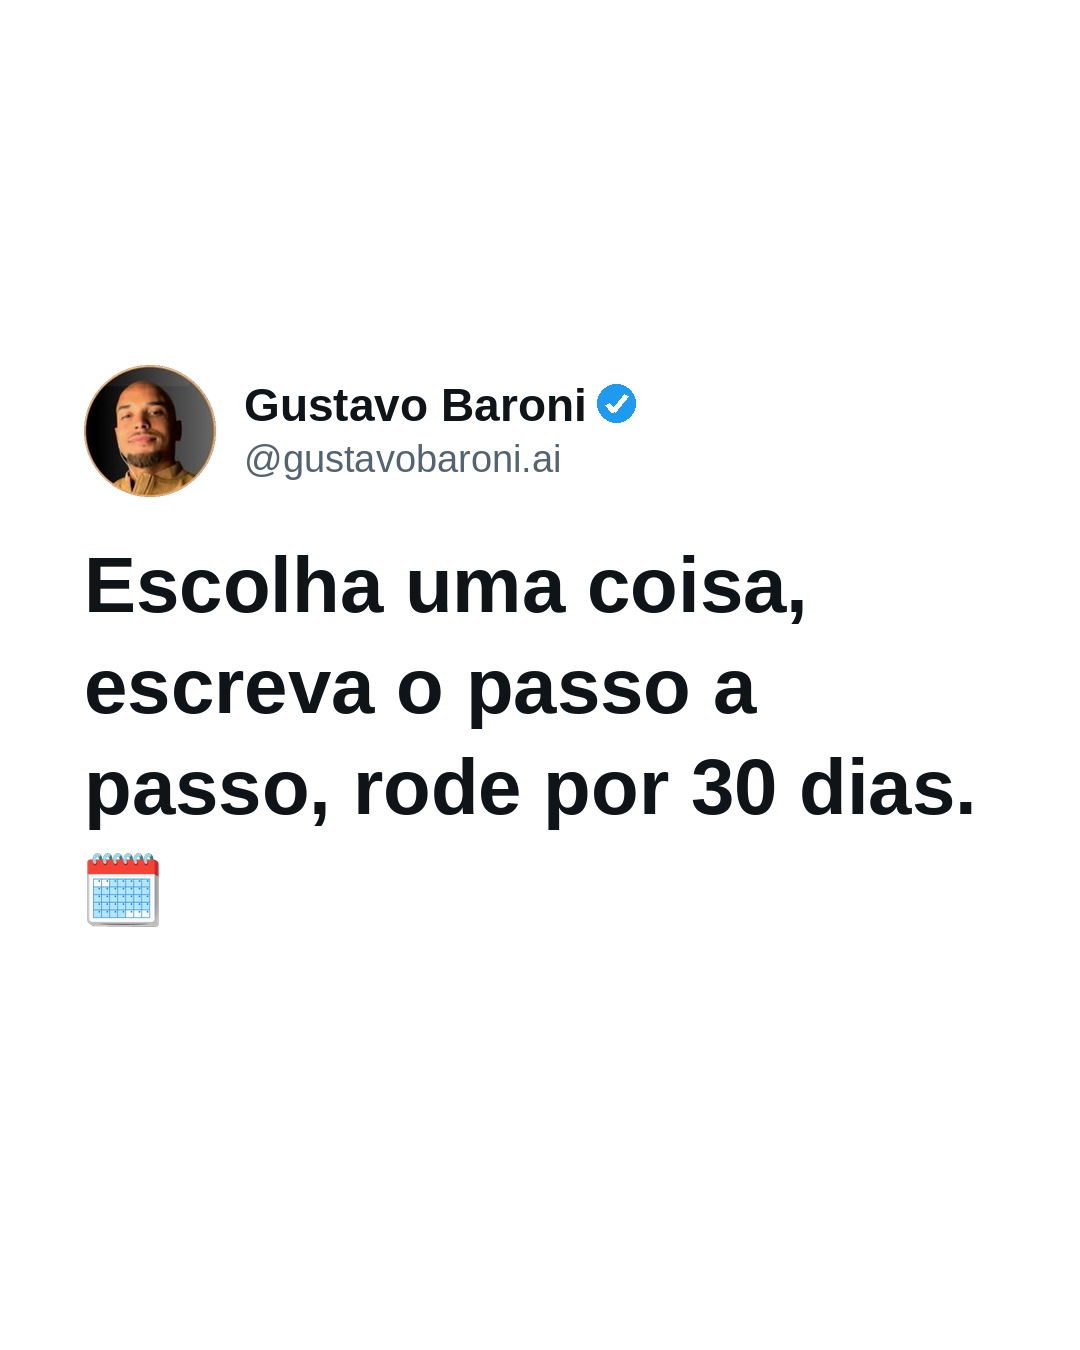 Gustavo Baroni
@gustavobaroni.ai
Escolha uma coisa,
escreva o passo a
passo, rode por 30 dias.
🗓️